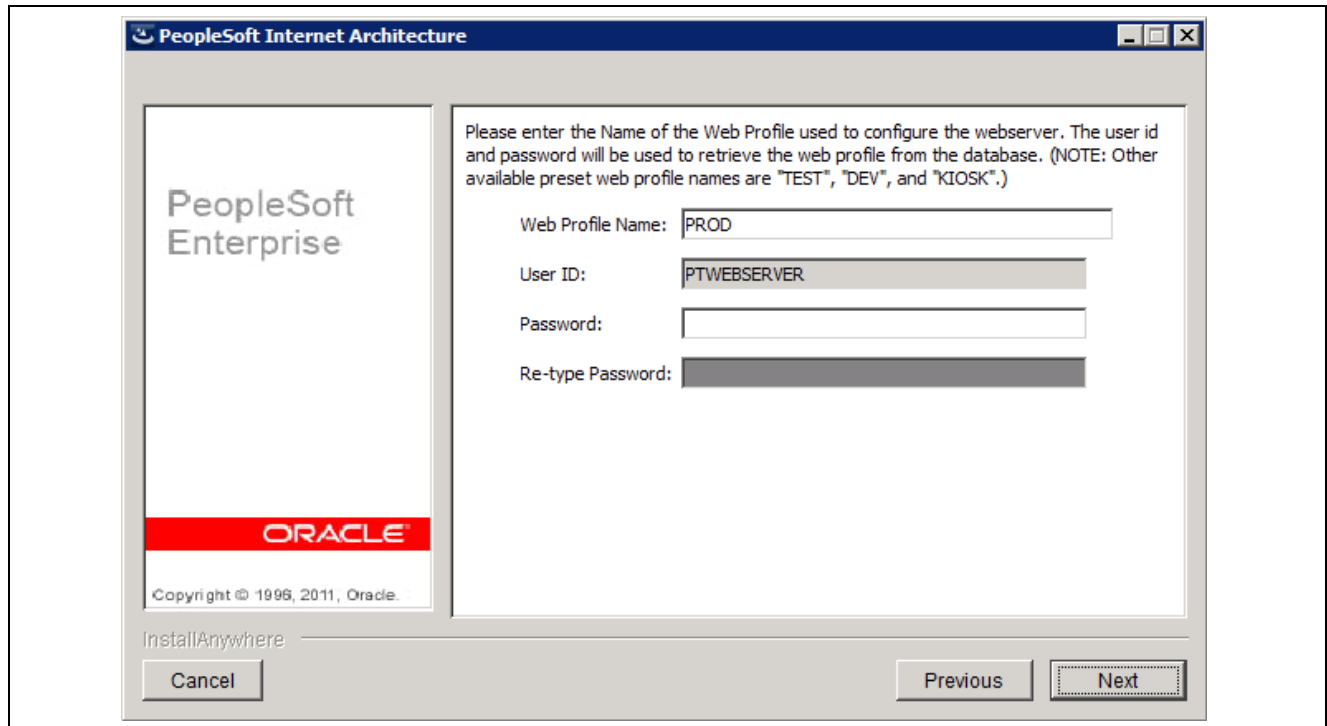 PeopleSoft Internet Architecture
PeopleSoft
Enterprise
ORACLE
Copyright © 1996, 2011, Oracle.
Please enter the Name of the Web Profile used to configure the webserver. The user id
and password will be used to retrieve the web profile from the database. (NOTE: Other
available preset web profile names are "TEST", "DEV", and "KIOSK".)
Web Profile Name: PROD
User ID: PTWEBSERVER
Password:
Re-type Password:
InstallAnywhere
Cancel Previous Next